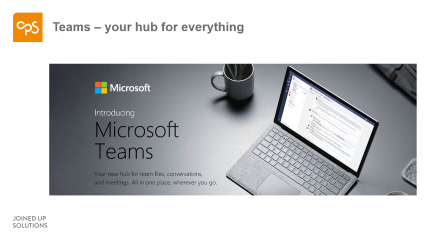 cps
Teams – your hub for everything
Microsoft
Introducing
Microsoft
Teams
Your new hub for team files, conversations,
and meetings. All in one place, wherever you go.
JOINED UP
SOLUTIONS